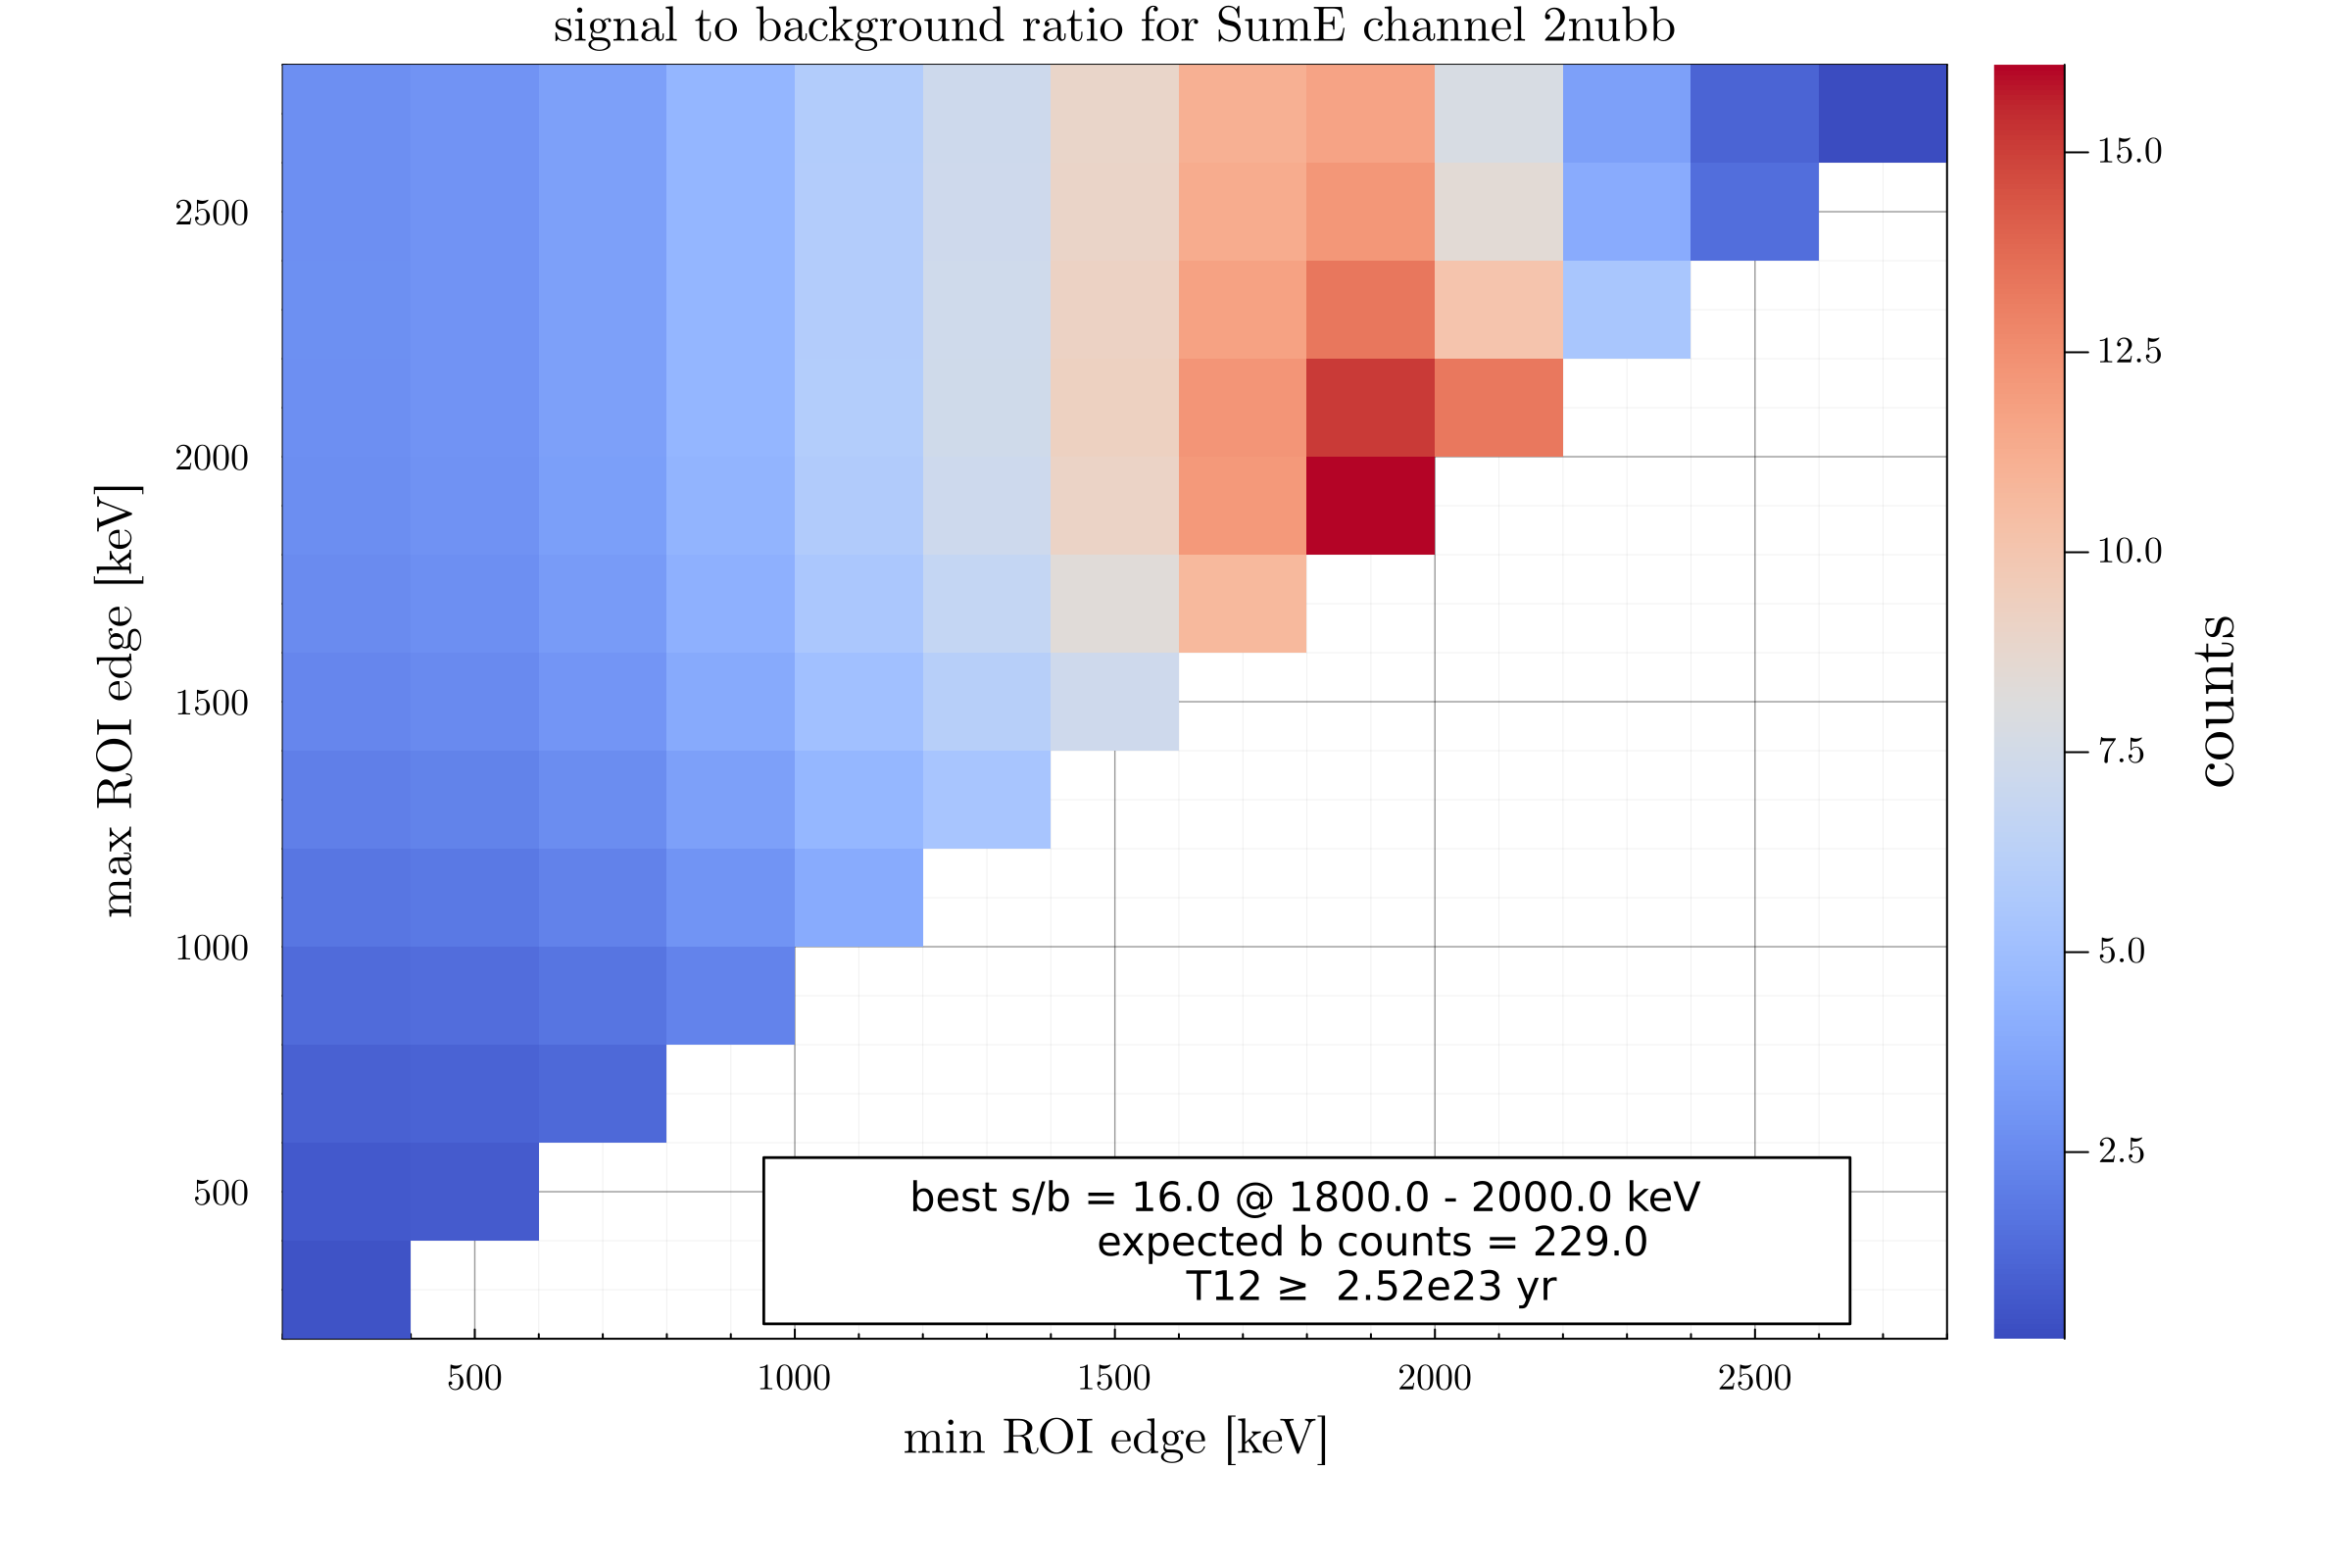 signal to background ratio for SumE channel 2nubb
max ROI edge [keV]
2500
2000
1500
1000
500
500
1000
1500
2000
2500
min ROI edge [keV]
best s/b = 16.0 @ 1800.0 - 2000.0 keV
expected b counts = 229.0
T12 ≥ 2.52e23 yr
15.0
12.5
10.0
7.5
5.0
2.5
counts